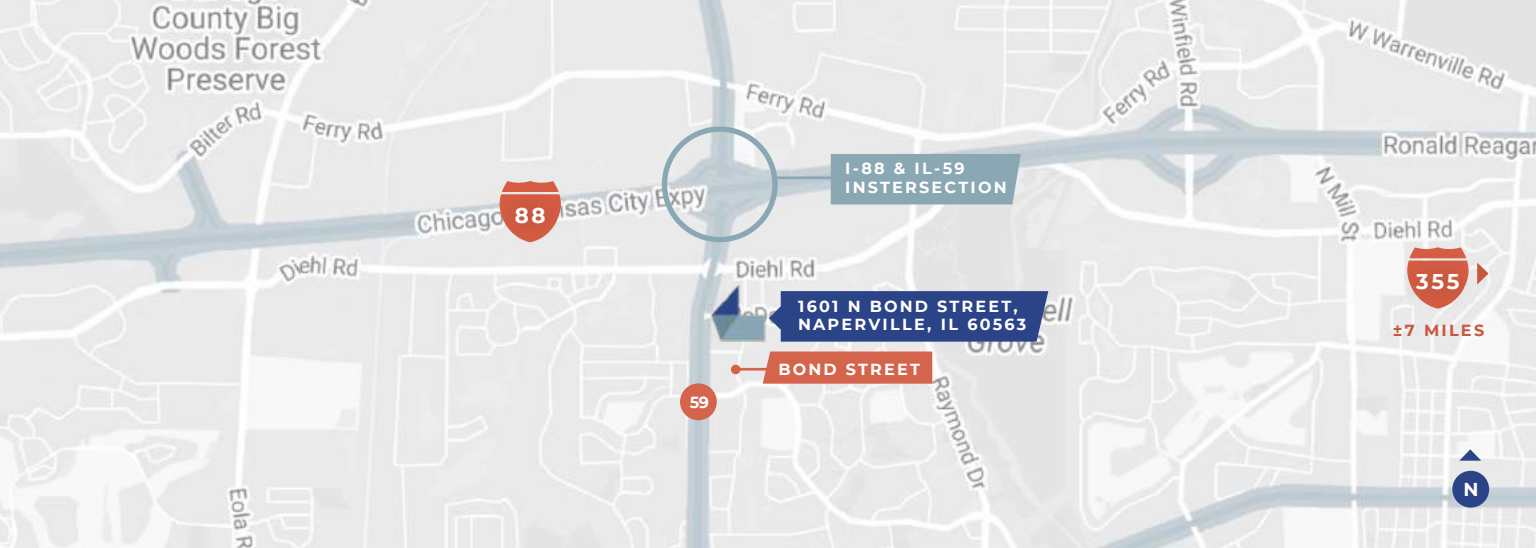 County Big
Woods Forest
Preserve
Winfield Rd
W Warrenville Rd
Ferry Rd
Ferry Rd
Bilter Rd
Ferry Rd
Ronald Reagan
I-88 & IL-59
INSTERSECTION
88
Chicago
sas City Expy
N Mill St
Diehl Rd
Diehl Rd
Diehl Rd
355
±7 MILES
1601 N BOND STREET,
NAPERVILLE, IL 60563
ell
Grove
BOND STREET
59
Raymond Dr
Eola R
N